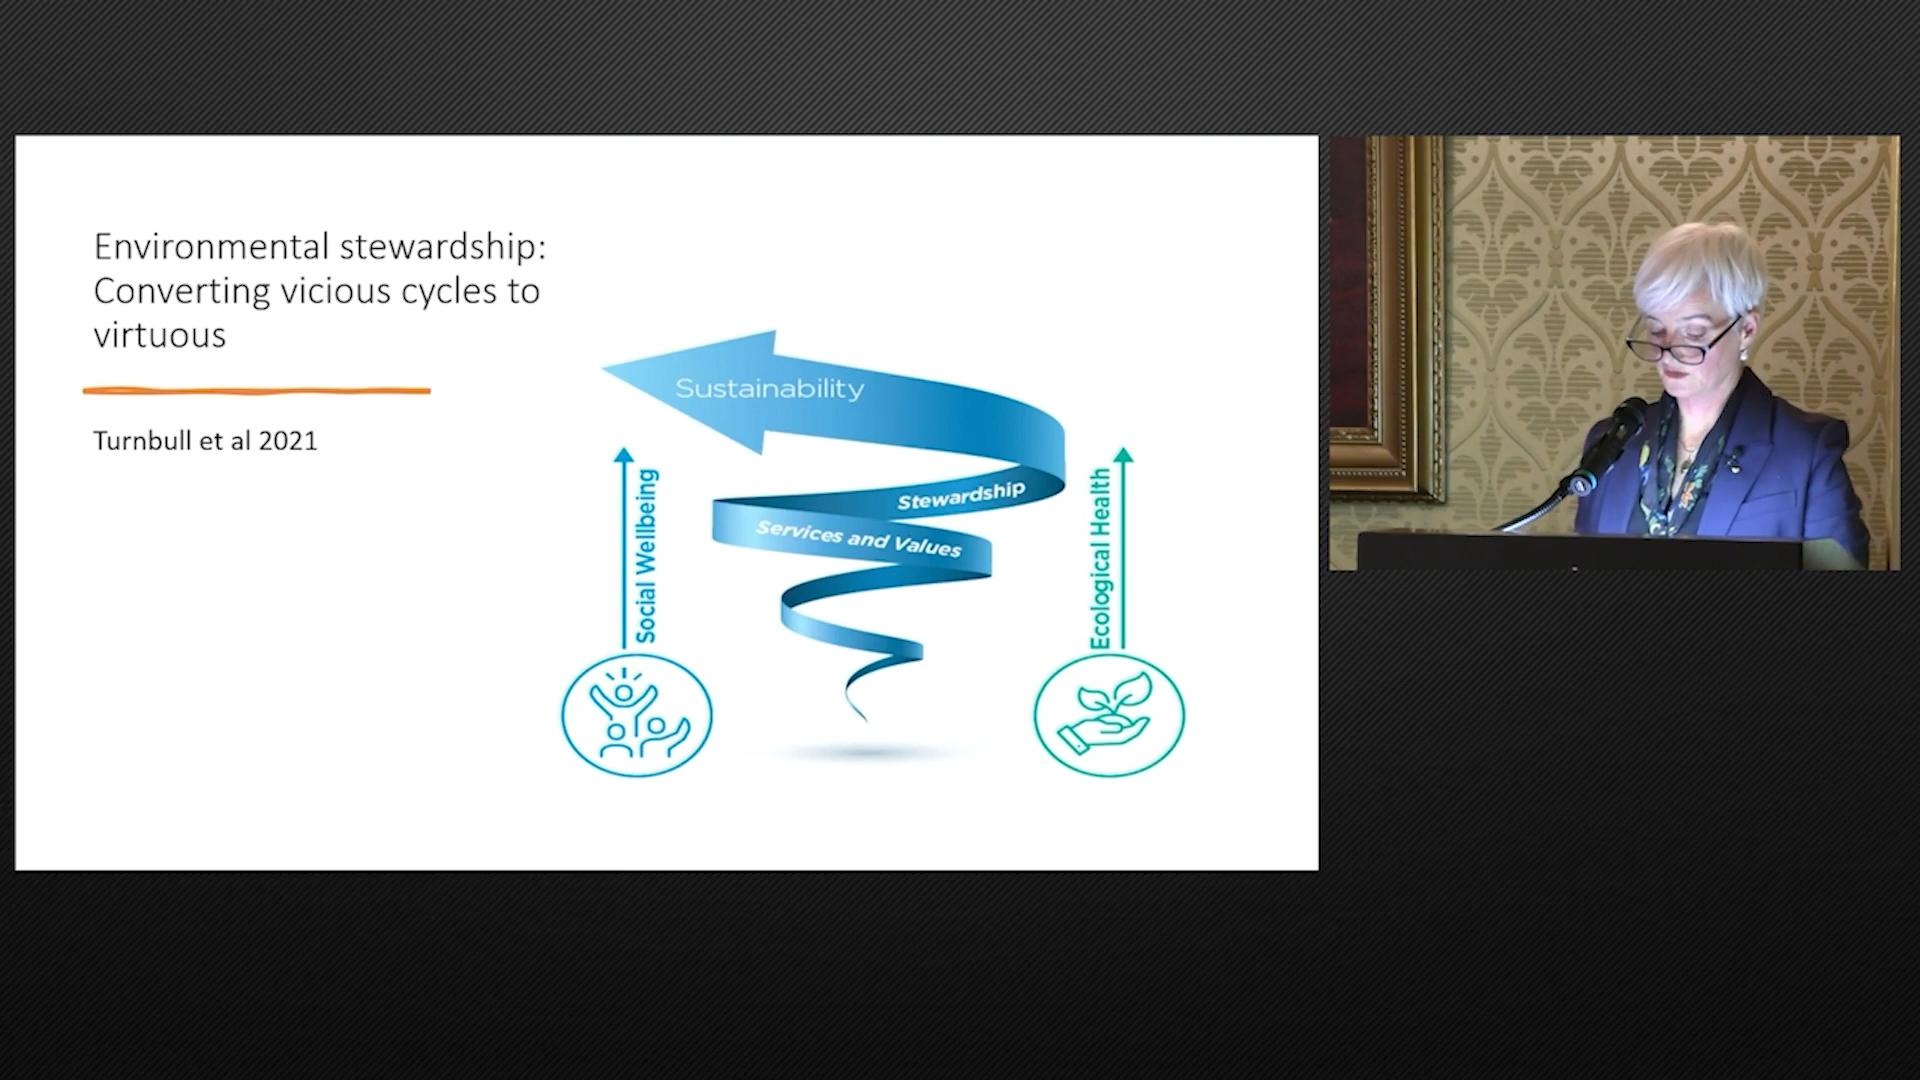 Environmental stewardship:
Converting vicious cycles to
virtuous
Turnbull et al 2021
Sustainability
Stewardship
Services and Values
Social Wellbeing
Ecological Health